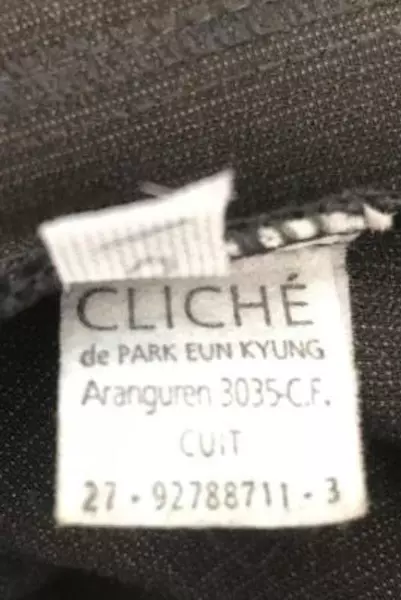 CLICHÉ
de PARK EUN KYUNG
Aranguren 3035-C.F.
CUIT
27 - 92788711 - 3